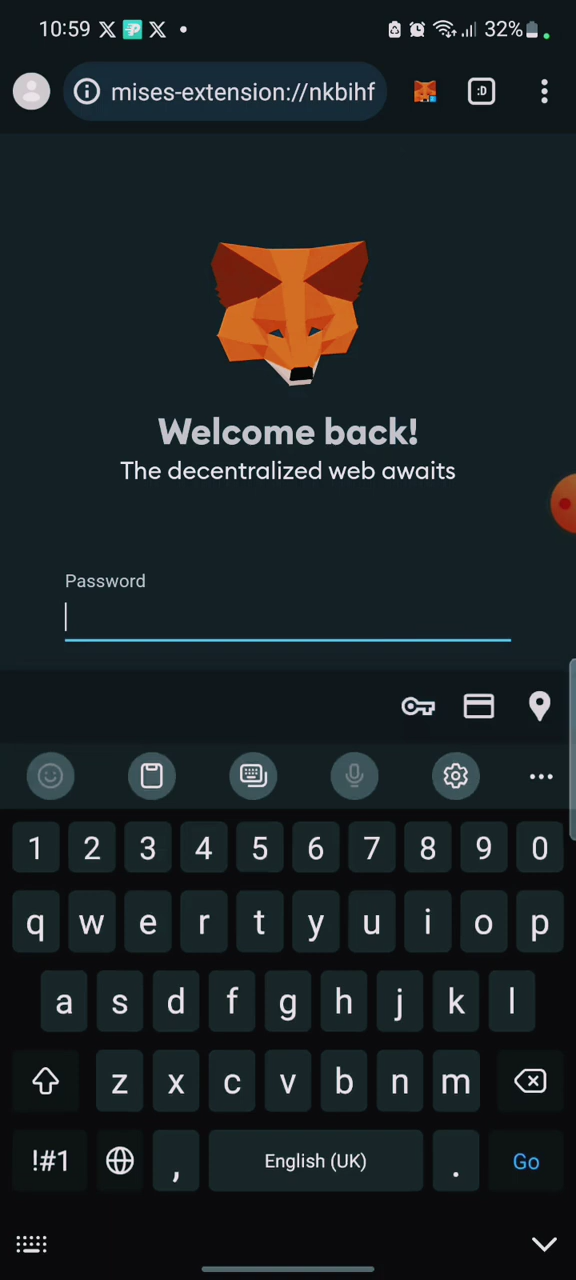 10:59 32%
mises-extension://nkbihf :D
Welcome back!
The decentralized web awaits
Password
1 2 3 4 5 6 7 8 9 0
q w e r t y u i o p
a s d f g h j k l
z x c v b n m
!#1 , English (UK) . Go